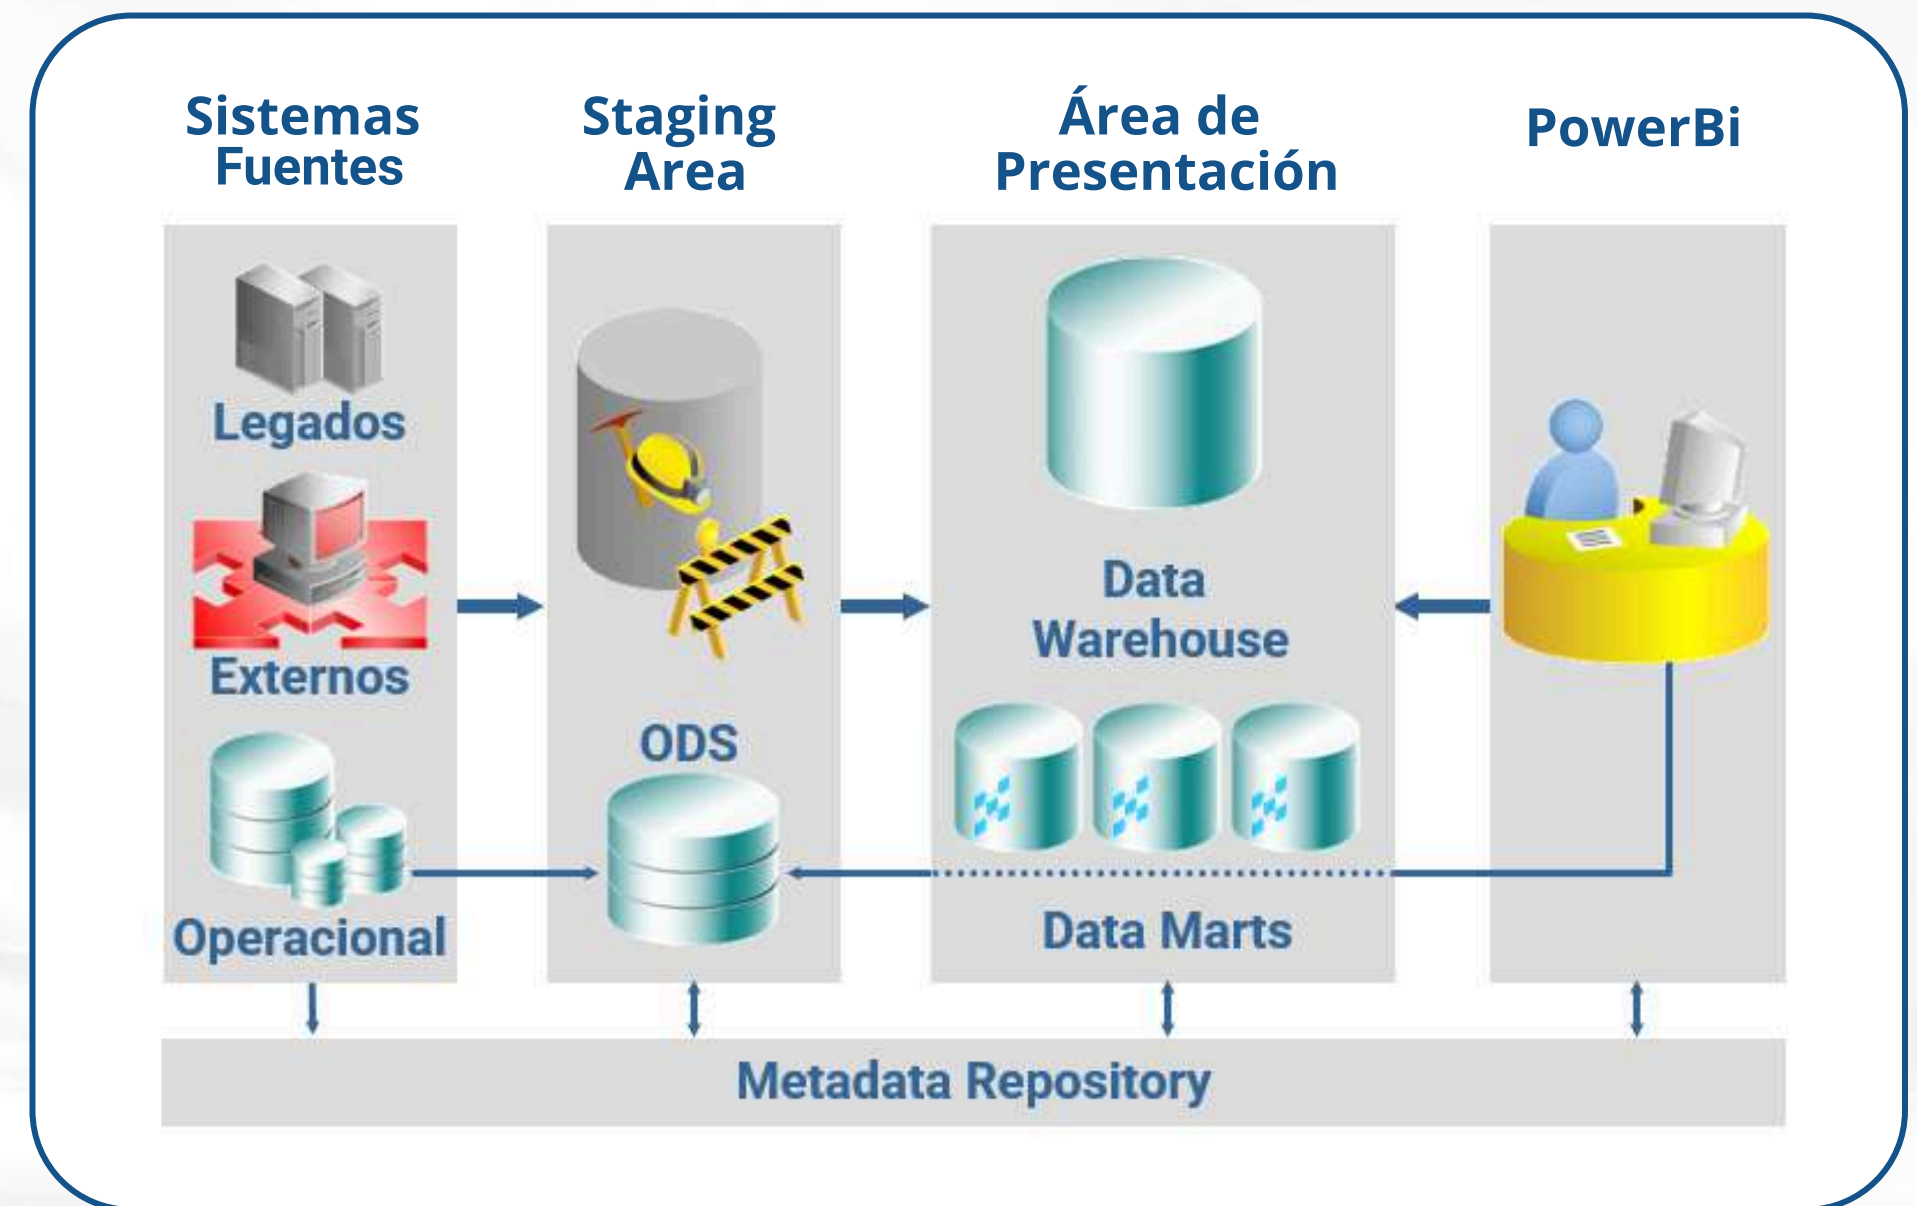 Sistemas
Fuentes
Staging
Area
Área de
Presentación
PowerBi
Legados
Externos
Operacional
ODS
Data
Warehouse
Data Marts
Metadata Repository